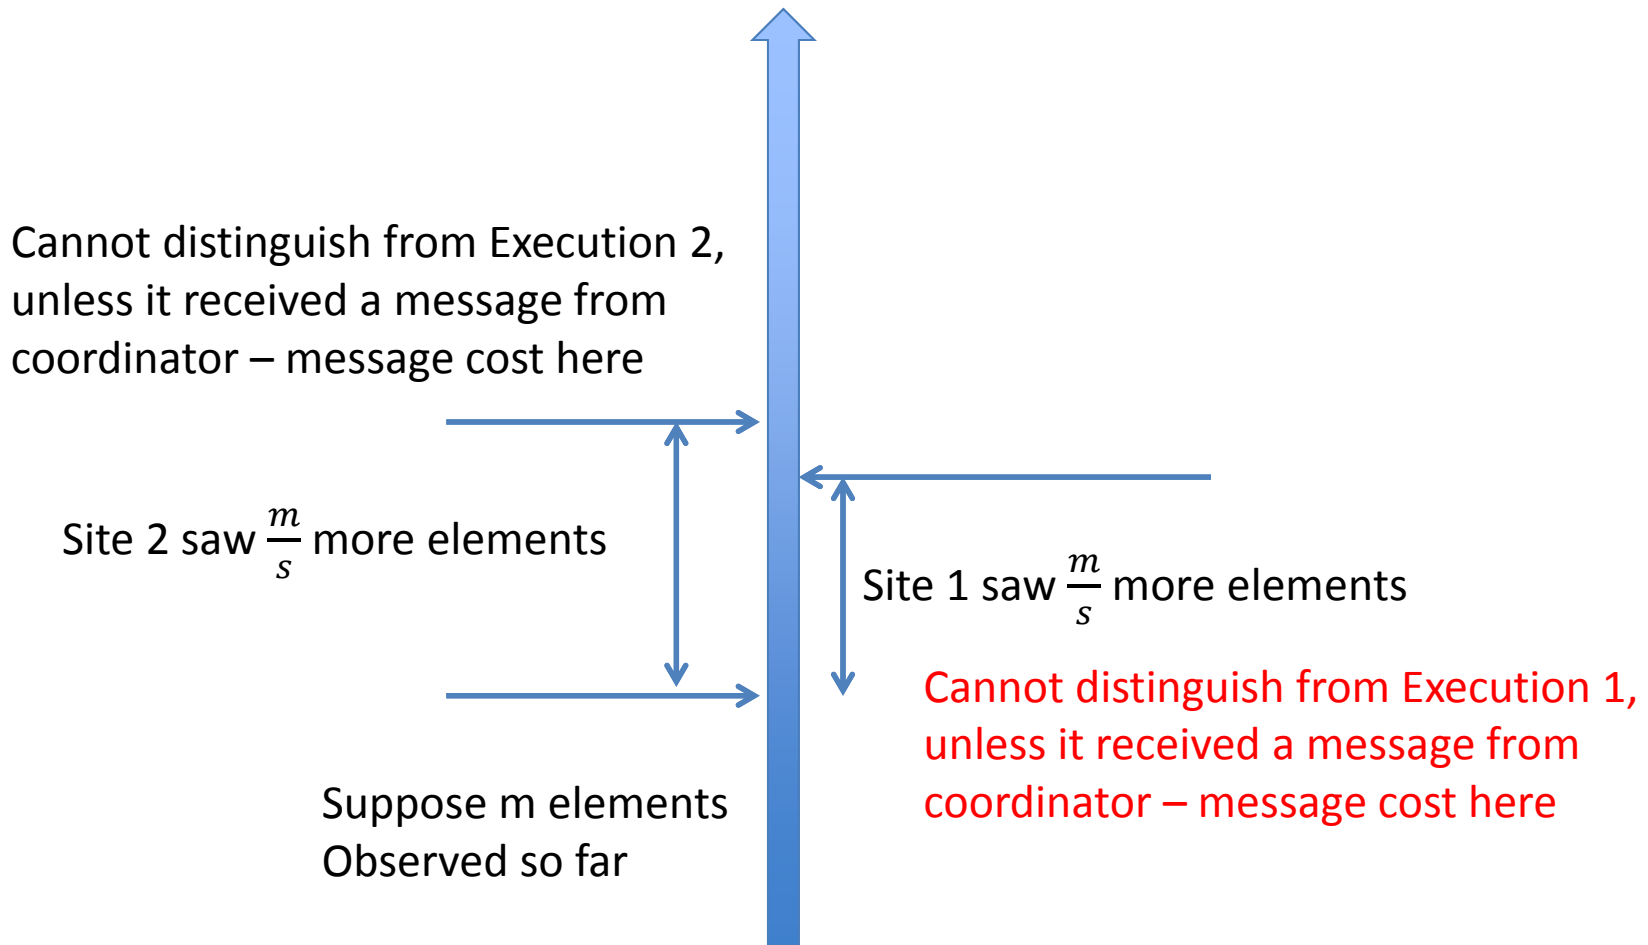 Cannot distinguish from Execution 2,
unless it received a message from
coordinator – message cost here
Site 2 saw m/s more elements
Site 1 saw m/s more elements
Cannot distinguish from Execution 1,
unless it received a message from
coordinator – message cost here
Suppose m elements
Observed so far